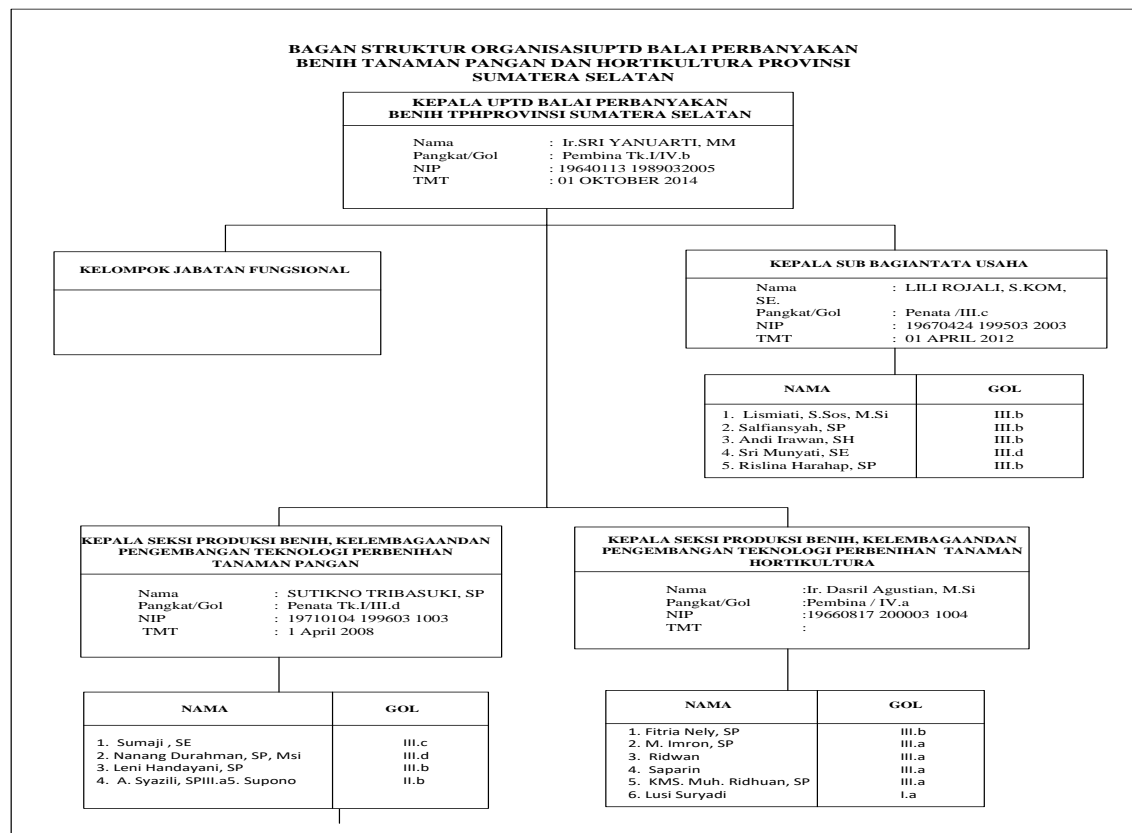 BAGAN STRUKTUR ORGANISASIUPTD BALAI PERBANYAKAN
BENIH TANAMAN PANGAN DAN HORTIKULTURA PROVINSI
SUMATERA SELATAN
KEPALA UPTD BALAI PERBANYAKAN
BENIH TPHPROVINSI SUMATERA SELATAN
Nama : Ir.SRI YANUARTI, MM
Pangkat/Gol : Pembina Tk.I/IV.b
NIP : 19640113 1989032005
TMT : 01 OKTOBER 2014
KELOMPOK JABATAN FUNGSIONAL
KEPALA SUB BAGIANTATA USAHA
Nama : LILI ROJALI, S.KOM,
SE.
Pangkat/Gol : Penata /III.c
NIP : 19670424 199503 2003
TMT : 01 APRIL 2012
NAMA GOL
1. Lismiati, S.Sos, M.Si III.b
2. Salfiansyah, SP III.b
3. Andi Irawan, SH III.b
4. Sri Munyati, SE III.d
5. Rislina Harahap, SP III.b
KEPALA SEKSI PRODUKSI BENIH, KELEMBAGAANDAN
PENGEMBANGAN TEKNOLOGI PERBENIHAN
TANAMAN PANGAN
Nama : SUTIKNO TRIBASUKI, SP
Pangkat/Gol : Penata Tk.I/III.d
NIP : 19710104 199603 1003
TMT : 1 April 2008
NAMA GOL
1. Sumaji , SE III.c
2. Nanang Durahman, SP, Msi III.d
3. Leni Handayani, SP III.b
4. A. Syazili, SPIII.a5. Supono II.b
KEPALA SEKSI PRODUKSI BENIH, KELEMBAGAANDAN
PENGEMBANGAN TEKNOLOGI PERBENIHAN TANAMAN
HORTIKULTURA
Nama :Ir. Dasril Agustian, M.Si
Pangkat/Gol :Pembina / IV.a
NIP :19660817 200003 1004
TMT :
NAMA GOL
1. Fitria Nely, SP III.b
2. M. Imron, SP III.a
3. Ridwan III.a
4. Saparin III.a
5. KMS. Muh. Ridhuan, SP III.a
6. Lusi Suryadi I.a